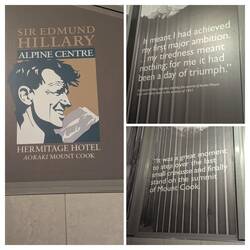 SIR EDMUND
HILLARY
ALPINE CENTRE
HERMITAGE HOTEL
AORAKI MOUNT COOK
"It meant I had achieved
my first major ambition.
my tiredness meant
nothing; for me it had
been a day of triumph."
"It was a great moment
to step over the last
small crevasse and finally
stand on the summit
of Mount Cook.